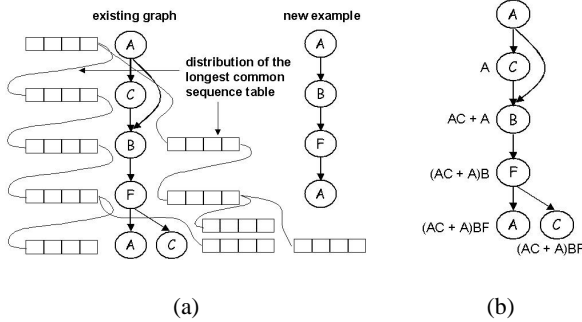 existing graph
new example
distribution of the
longest common
sequence table
A
C
B
F
A
C
A
B
F
A
(a)
A
A
C
AC + A
B
(AC + A)B
F
(AC + A)BF
A
C
(AC + A)BF
(b)